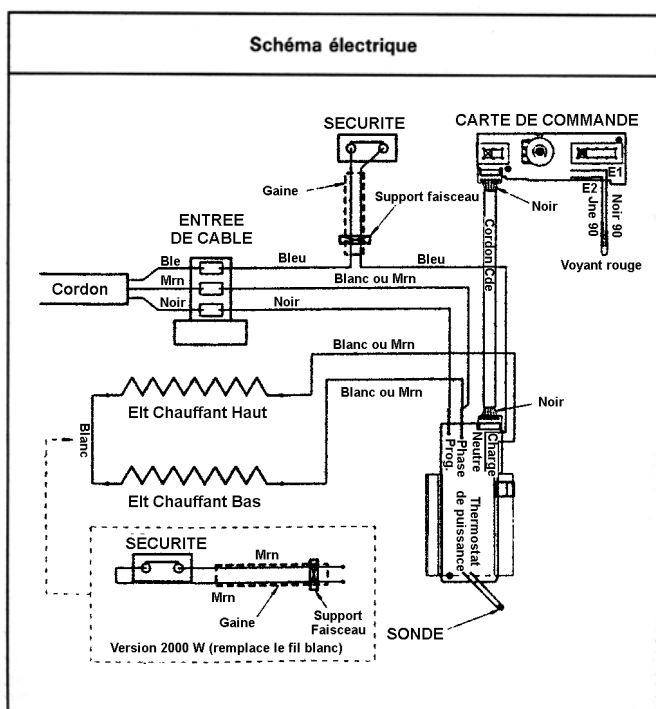 Schéma électrique
SECURITE
CARTE DE COMMANDE
Gaine
Support faisceau
E1
E2
Noir
Jne 90
Noir 90
Voyant rouge
ENTREE
DE CABLE
Cordon Cde
Ble
Bleu
Bleu
Cordon
Mrn
Blanc ou Mrn
Noir
Noir
Blanc ou Mrn
Elt Chauffant Haut
Blanc ou Mrn
Noir
Blanc
Elt Chauffant Bas
Prog.
Phase
Neutre
Charge
Thermostat
de puissance
SECURITE
Mrn
Mrn
Gaine
Support
Faisceau
SONDE
Version 2000 W (remplace le fil blanc)